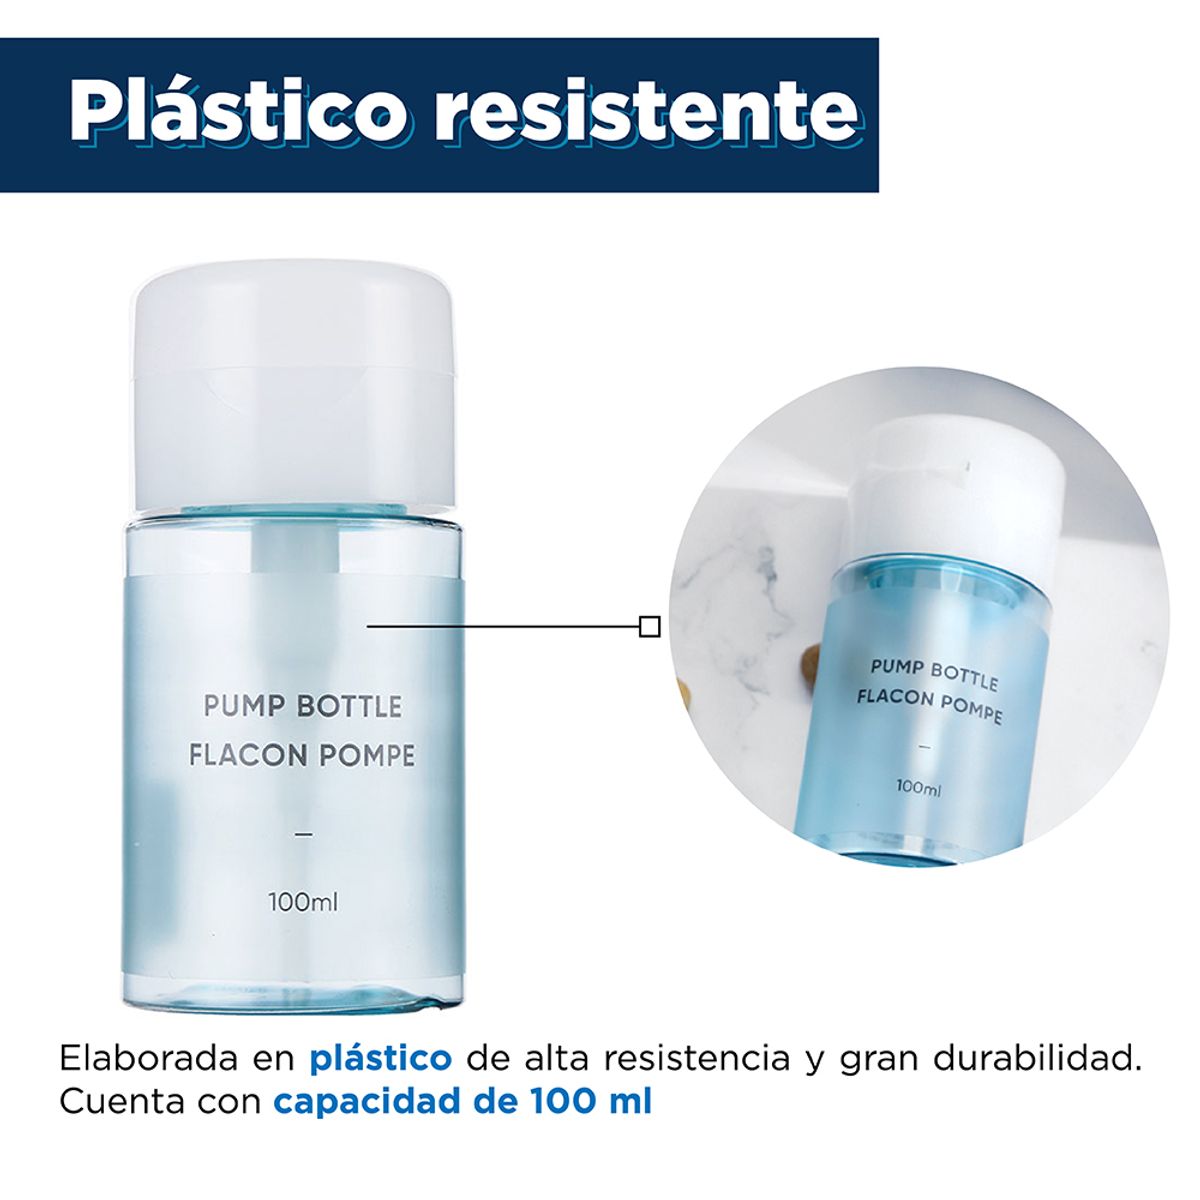 Plástico resistente
PUMP BOTTLE
FLACON POMPE
–
100ml
PUMP BOTTLE
FLACON POMPE
–
100ml
Elaborada en plástico de alta resistencia y gran durabilidad.
Cuenta con capacidad de 100 ml